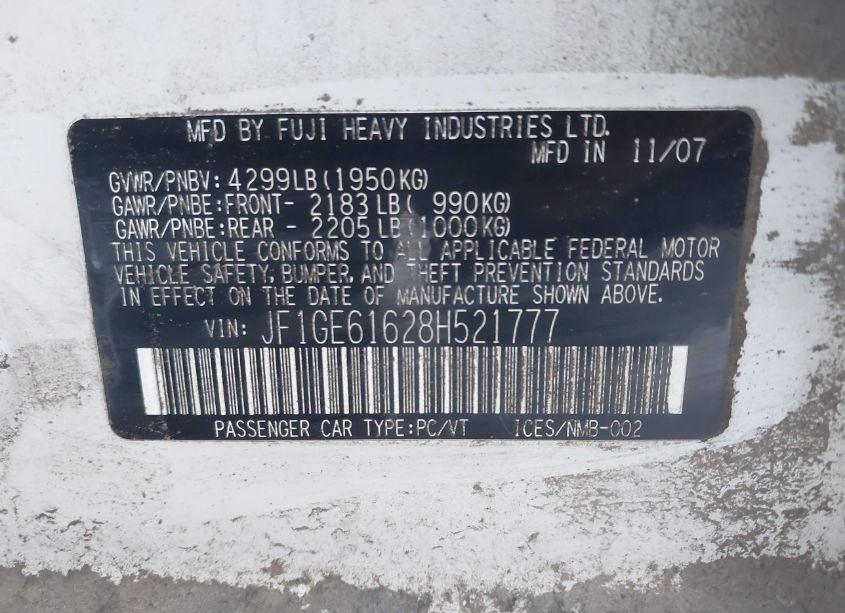 MFD BY FUJI HEAVY INDUSTRIES LTD.
MFD IN 11/07
GVWR/PNBV: 4299LB(1950KG)
GAWR/PNBE:FRONT- 2183LB( 990KG)
GAWR/PNBE:REAR - 2205LB(1000KG)
THIS VEHICLE CONFORMS TO ALL APPLICABLE FEDERAL MOTOR
VEHICLE SAFETY, BUMPER, AND THEFT PREVENTION STANDARDS
IN EFFECT ON THE DATE OF MANUFACTURE SHOWN ABOVE.
VIN: JF1GE61628H521777
PASSENGER CAR TYPE:PC/VT ICES/NMB-002